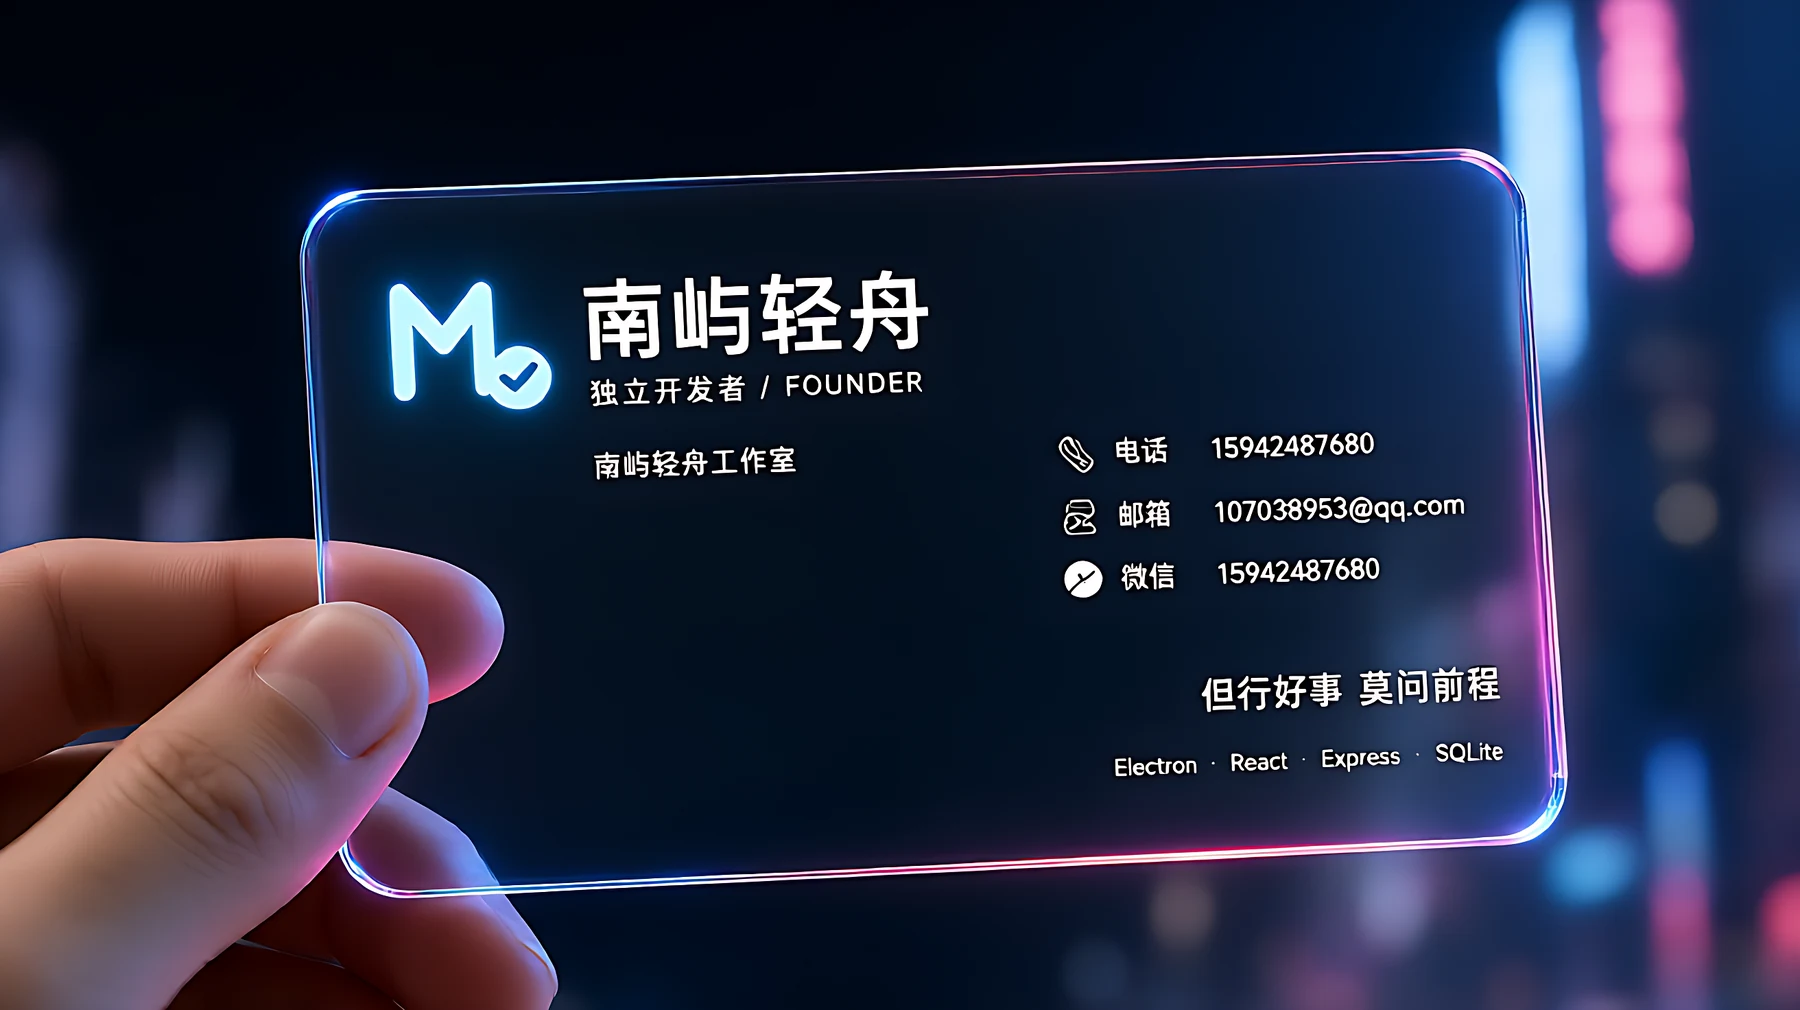 M
南屿轻舟
独立开发者 / FOUNDER
南屿轻舟工作室
电话 15942487680
邮箱 107038953@qq.com
微信 15942487680
但行好事 莫问前程
Electron · React · Express · SQLite